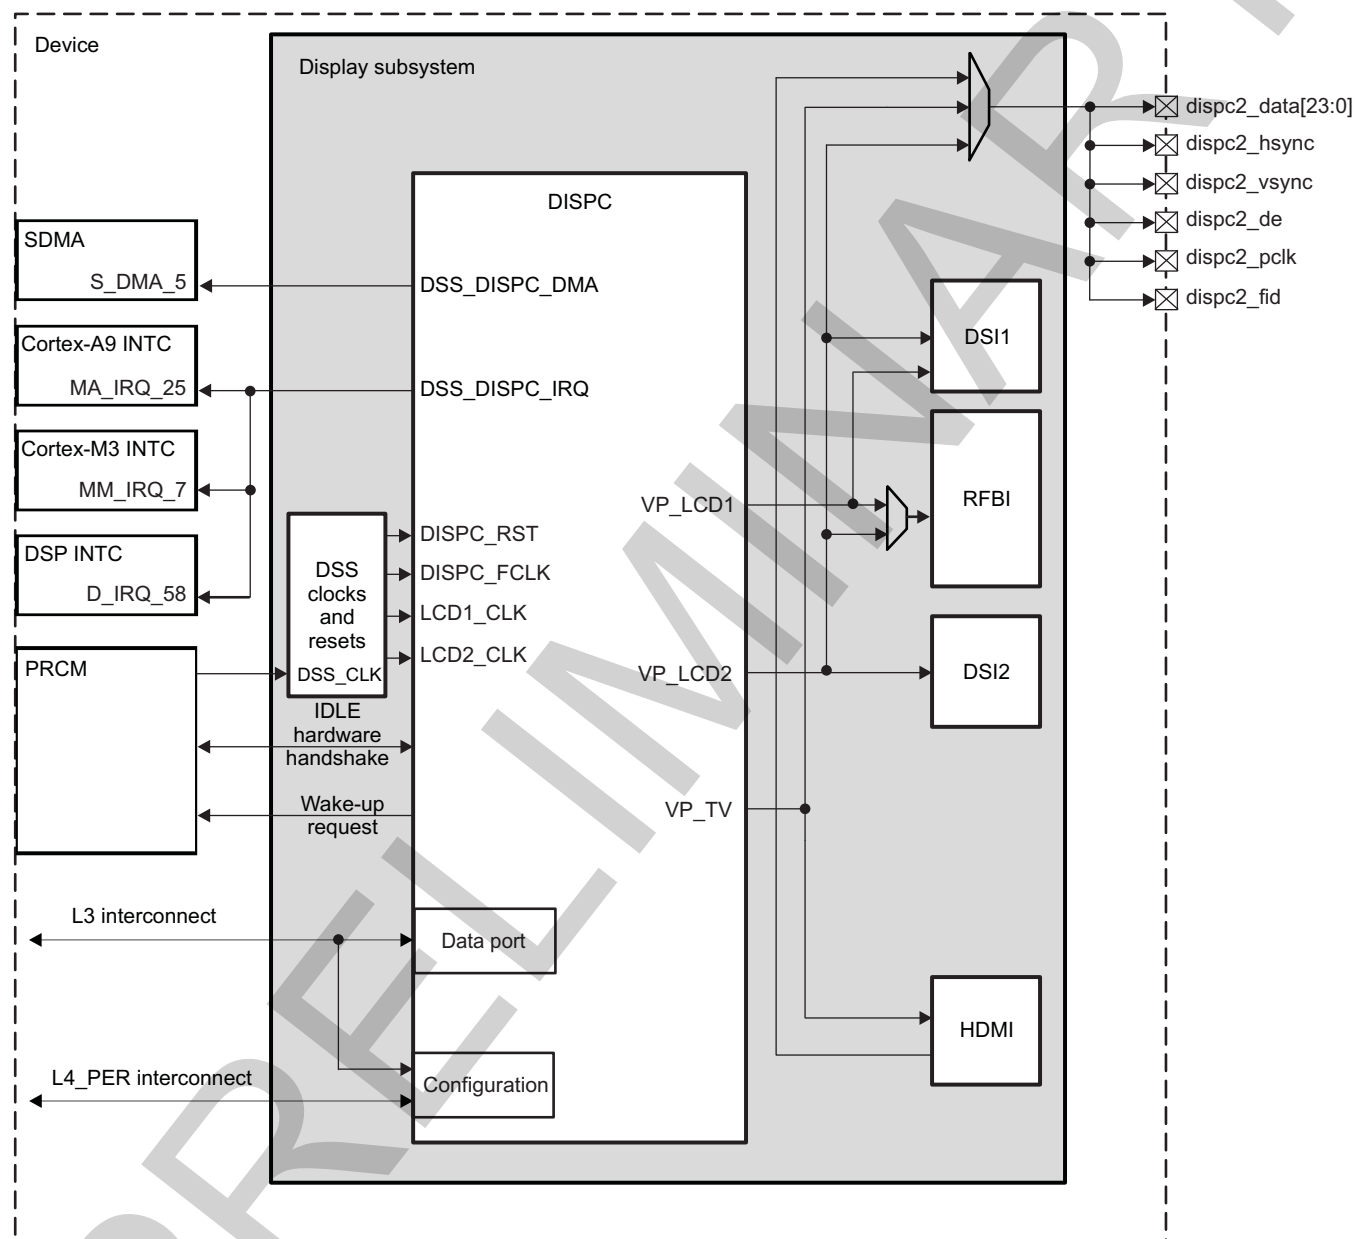 Device
Display subsystem
dispc2_data[23:0]
dispc2_hsync
dispc2_vsync
dispc2_de
dispc2_pclk
dispc2_fid
DISPC
SDMA
S_DMA_5
DSS_DISPC_DMA
Cortex-A9 INTC
MA_IRQ_25
DSS_DISPC_IRQ
Cortex-M3 INTC
MM_IRQ_7
DSP INTC
D_IRQ_58
PRCM
DSS
clocks
and
resets
DSS_CLK
DISPC_RST
DISPC_FCLK
LCD1_CLK
LCD2_CLK
IDLE
hardware
handshake
Wake-up
request
VP_LCD1
VP_LCD2
VP_TV
DSI1
RFBI
DSI2
HDMI
L3 interconnect
Data port
L4_PER interconnect
Configuration
PRELIMINAR